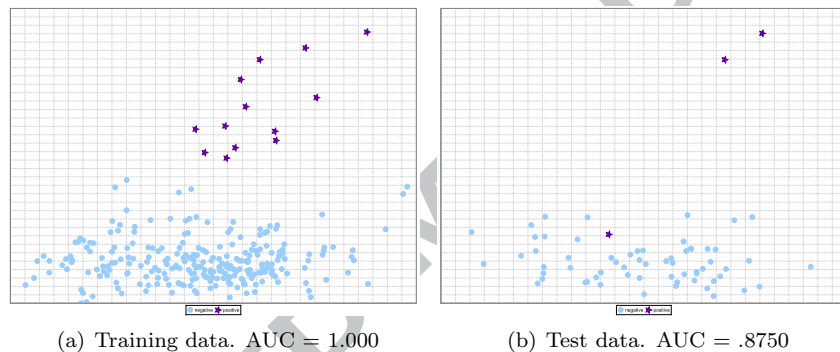 negative positive
negative positive
(a) Training data. AUC = 1.000
(b) Test data. AUC = .8750